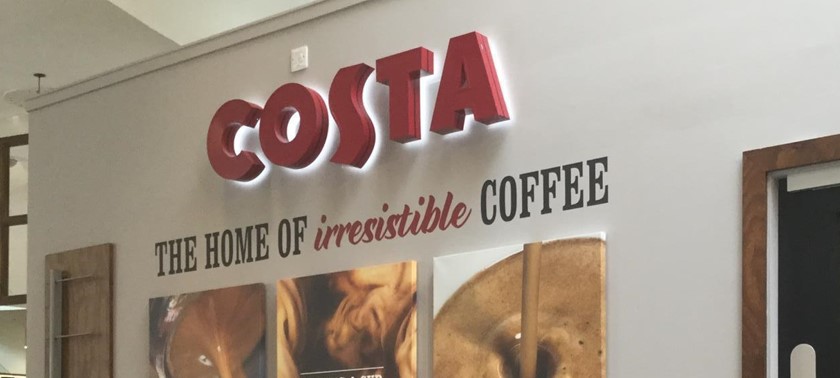 COSTA
THE HOME OF irresistible COFFEE